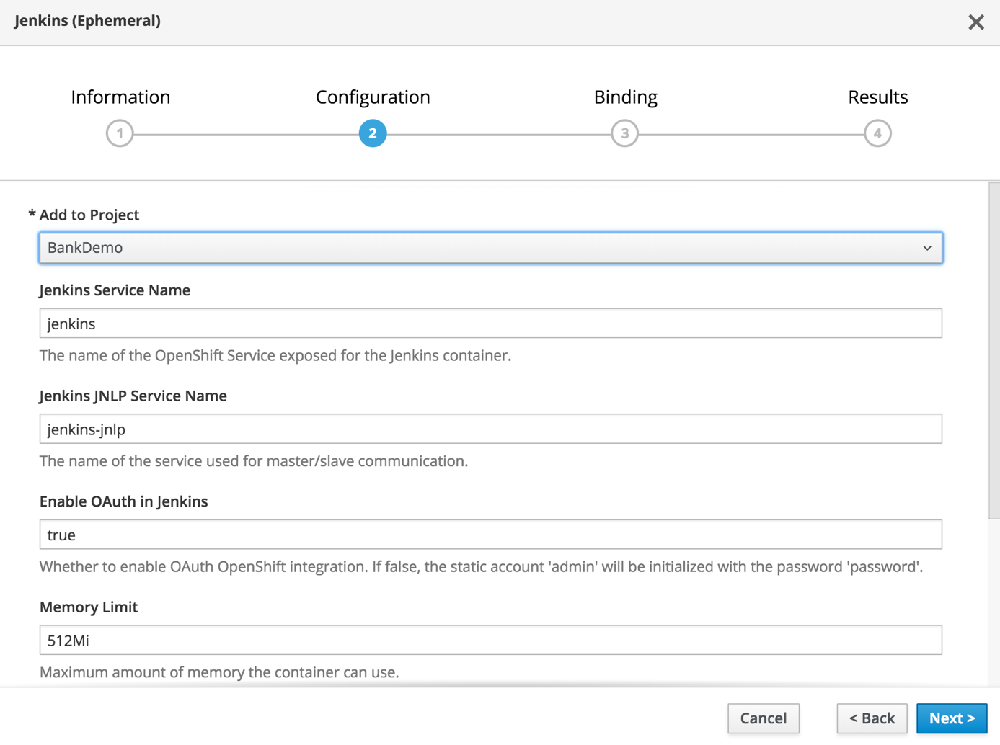 Jenkins (Ephemeral)
Information
Configuration
Binding
Results
1
2
3
4
* Add to Project
BankDemo
Jenkins Service Name
jenkins
The name of the OpenShift Service exposed for the Jenkins container.
Jenkins JNLP Service Name
jenkins-jnlp
The name of the service used for master/slave communication.
Enable OAuth in Jenkins
true
Whether to enable OAuth OpenShift integration. If false, the static account 'admin' will be initialized with the password 'password'.
Memory Limit
512Mi
Maximum amount of memory the container can use.
Cancel
< Back
Next >